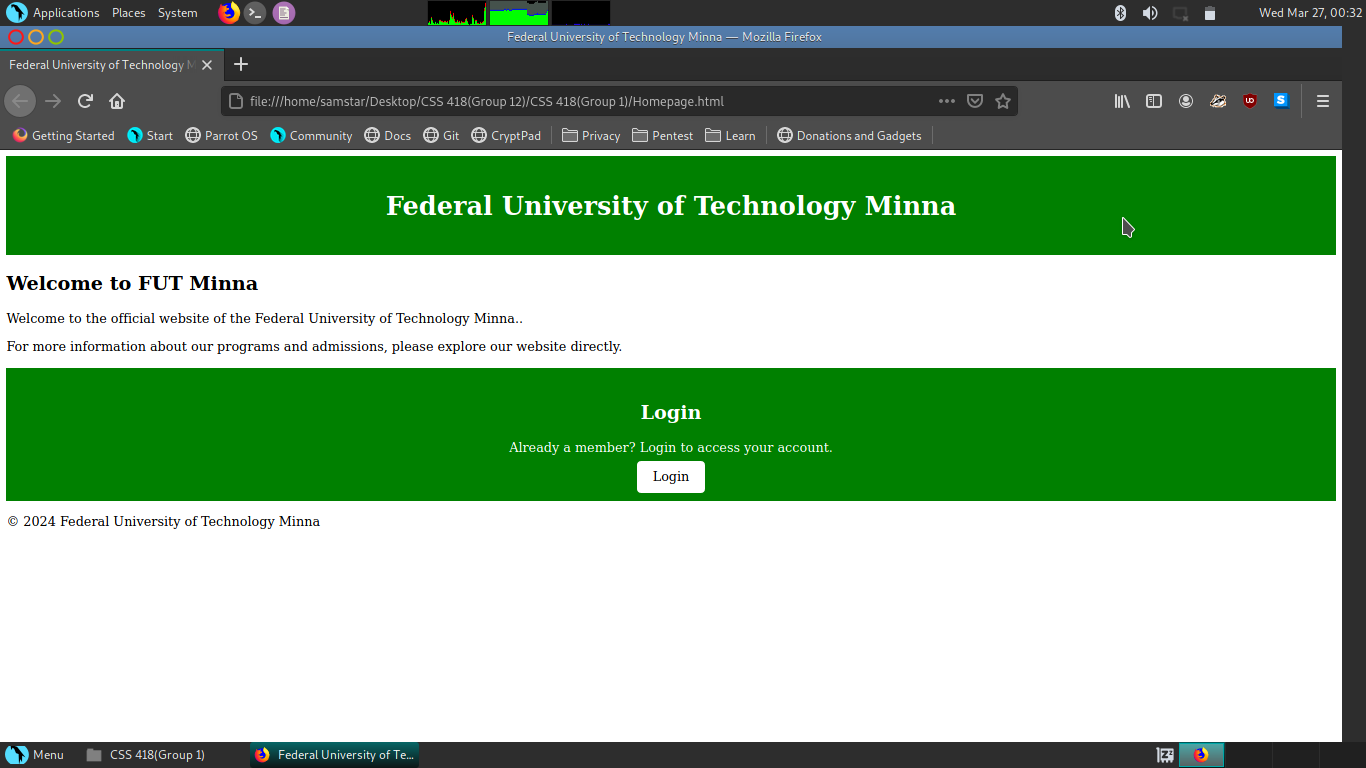 Applications Places System Wed Mar 27, 00:32
Federal University of Technology Minna — Mozilla Firefox
Federal University of Technology M
file:///home/samstar/Desktop/CSS 418(Group 12)/CSS 418(Group 1)/Homepage.html
Getting Started Start Parrot OS Community Docs Git CryptPad Privacy Pentest Learn Donations and Gadgets
Federal University of Technology Minna
Welcome to FUT Minna
Welcome to the official website of the Federal University of Technology Minna..
For more information about our programs and admissions, please explore our website directly.
Login
Already a member? Login to access your account.
Login
© 2024 Federal University of Technology Minna
Menu CSS 418(Group 1) Federal University of Te...